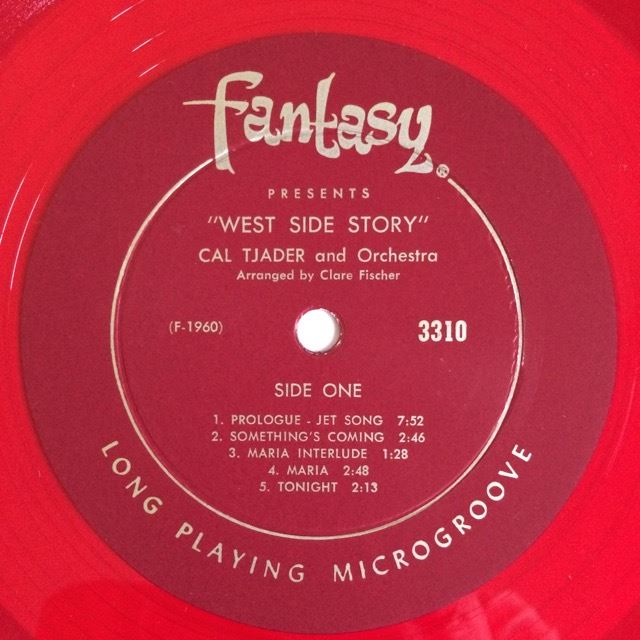 fantasy®
PRESENTS
"WEST SIDE STORY"
CAL TJADER and Orchestra
Arranged by Clare Fischer
(F-1960)
3310
SIDE ONE
1. PROLOGUE - JET SONG 7:52
2. SOMETHING'S COMING 2:46
3. MARIA INTERLUDE 1:28
4. MARIA 2:48
5. TONIGHT 2:13
LONG PLAYING MICROGROOVE